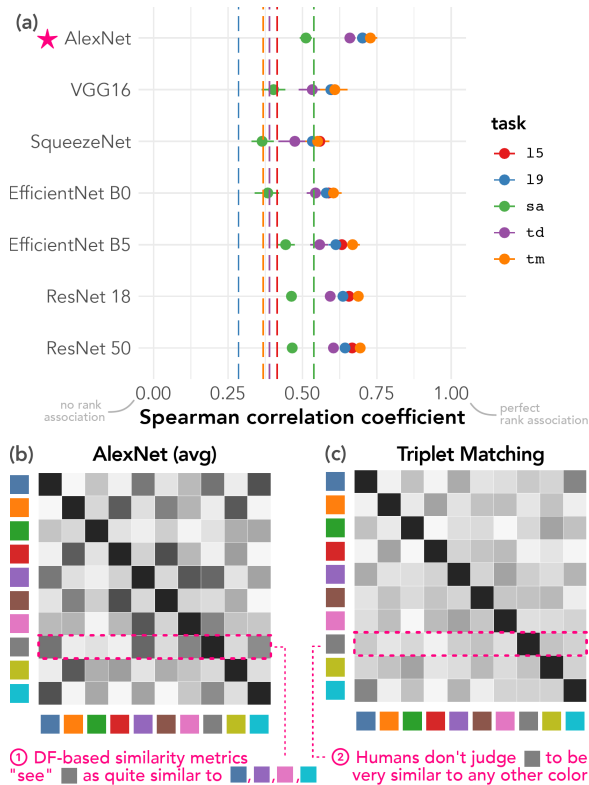 (a)
AlexNet
VGG16
SqueezeNet
EfficientNet B0
EfficientNet B5
ResNet 18
ResNet 50
task
l5
l9
sa
td
tm
0.00 0.25 0.50 0.75 1.00
no rank
association
Spearman correlation coefficient
perfect
rank association
(b) AlexNet (avg)
(c) Triplet Matching
1 DF-based similarity metrics
"see" as quite similar to , , ,
2 Humans don't judge to be
very similar to any other color